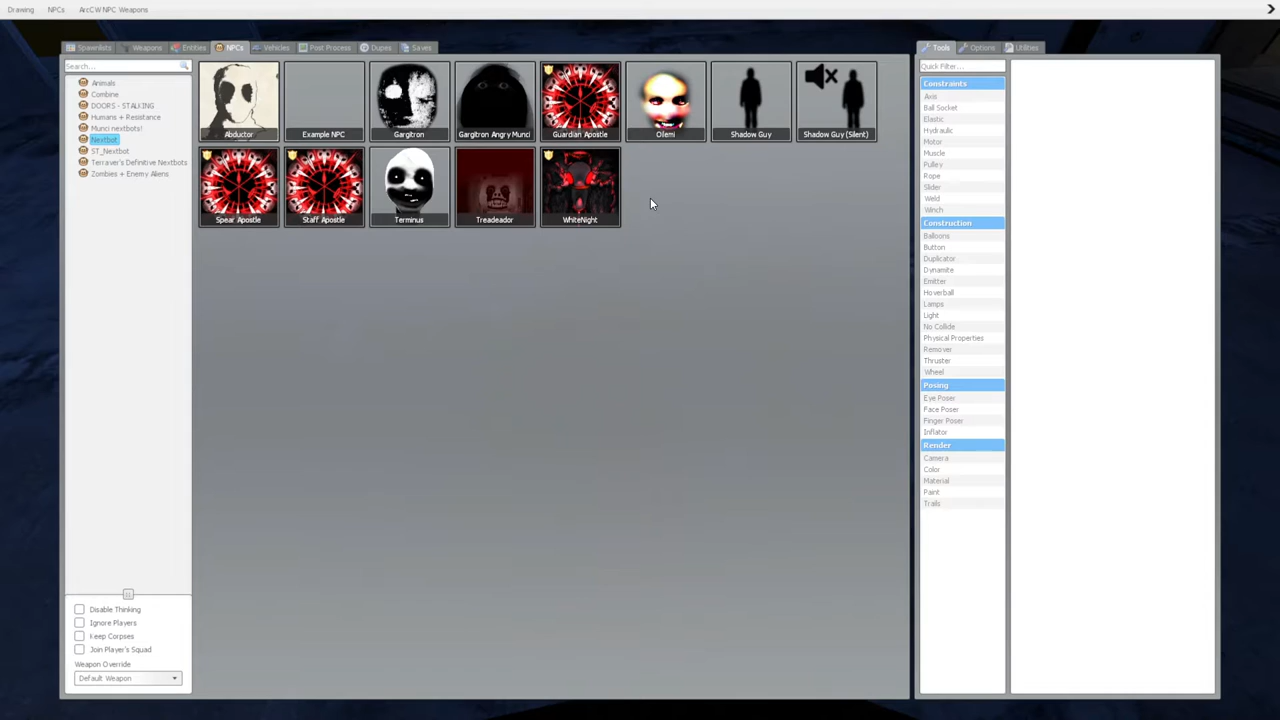 Drawing NPCs ArcCW NPC Weapons
Spawnlists Weapons Entities NPCs Vehicles Post Process Dupes Saves
Search...
Animals
Combine
DOORS - STALKING
Humans + Resistance
Munci nextbots!
Nextbot
ST_Nextbot
Terraver's Definitive Nextbots
Zombies + Enemy Aliens
Abductor Example NPC Gargitron Gargitron Angry Munci Guardian Apostle Oilemi Shadow Guy Shadow Guy (Silent)
Spear Apostle Staff Apostle Terminus Treadeador WhiteNight
Disable Thinking
Ignore Players
Keep Corpses
Join Player's Squad
Weapon Override
Default Weapon
Tools Options Utilities
Quick Filter...
Constraints
Axis
Ball Socket
Elastic
Hydraulic
Motor
Muscle
Pulley
Rope
Slider
Weld
Winch
Construction
Balloons
Button
Duplicator
Dynamite
Emitter
Hoverball
Lamps
Light
No Collide
Physical Properties
Remover
Thruster
Wheel
Posing
Eye Poser
Face Poser
Finger Poser
Inflator
Render
Camera
Color
Material
Paint
Trails